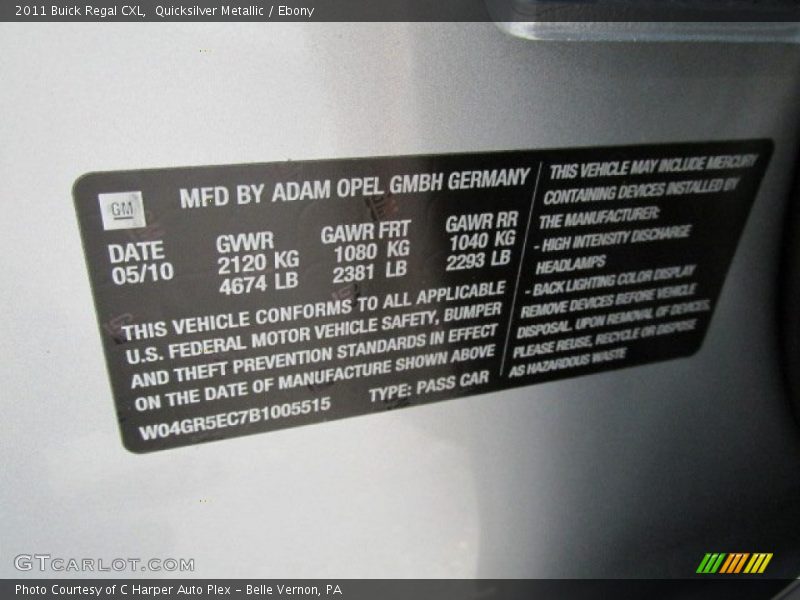 2011 Buick Regal CXL, Quicksilver Metallic / Ebony
GM
MFD BY ADAM OPEL GMBH GERMANY
DATE
05/10
GVWR
2120 KG
4674 LB
GAWR FRT
1080 KG
2381 LB
GAWR RR
1040 KG
2293 LB
THIS VEHICLE CONFORMS TO ALL APPLICABLE
U.S. FEDERAL MOTOR VEHICLE SAFETY, BUMPER
AND THEFT PREVENTION STANDARDS IN EFFECT
ON THE DATE OF MANUFACTURE SHOWN ABOVE
W04GR5EC7B1005515 TYPE: PASS CAR
THIS VEHICLE MAY INCLUDE MERCURY
CONTAINING DEVICES INSTALLED BY
THE MANUFACTURER:
- HIGH INTENSITY DISCHARGE
HEADLAMPS
- BACK LIGHTING COLOR DISPLAY
REMOVE DEVICES BEFORE VEHICLE
DISPOSAL. UPON REMOVAL OF DEVICES,
PLEASE REUSE, RECYCLE OR DISPOSE
AS HAZARDOUS WASTE
GTCARLOT.COM
Photo Courtesy of C Harper Auto Plex - Belle Vernon, PA